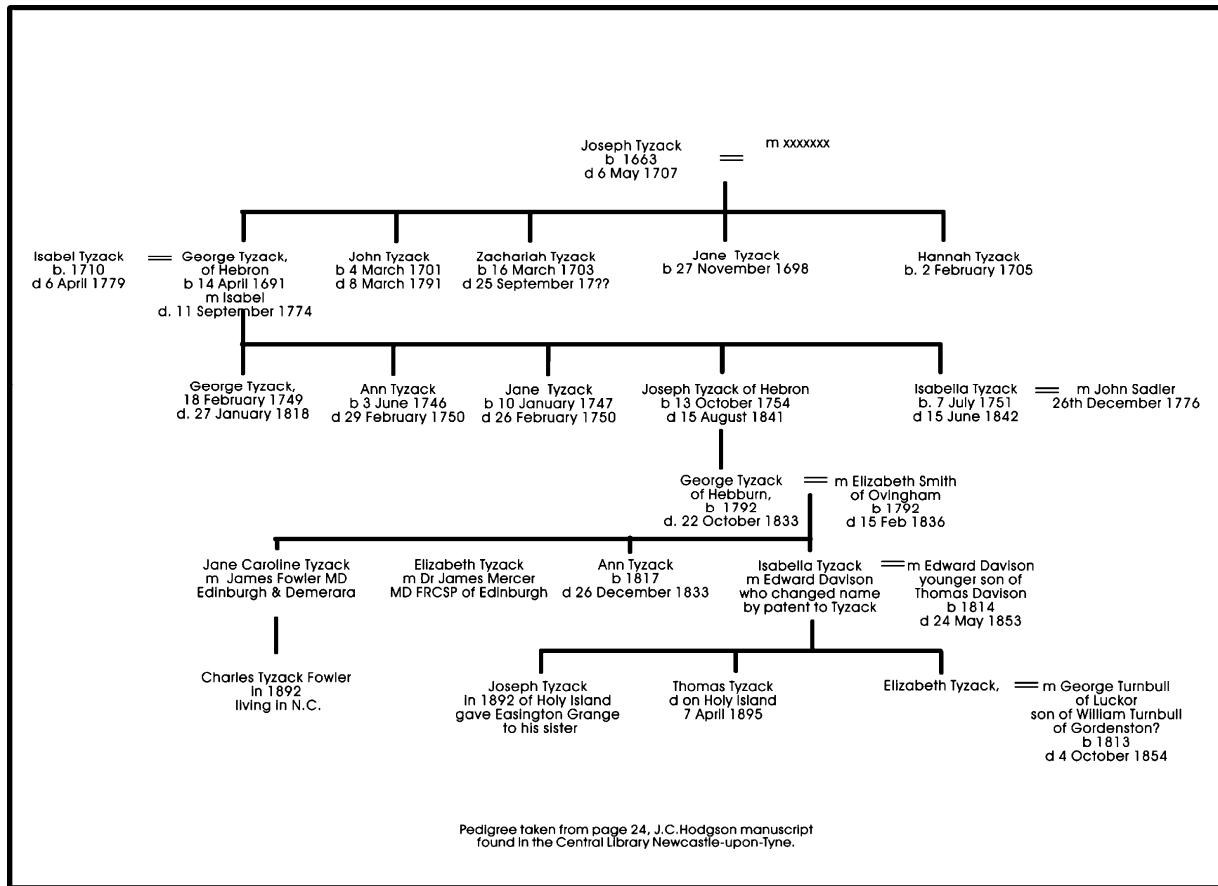 Joseph Tyzack
b 1663
d 6 May 1707
m xxxxxxx
Isabel Tyzack
b. 1710
d 6 April 1779
George Tyzack,
of Hebron
b 14 April 1691
m Isabel
d. 11 September 1774
John Tyzack
b 4 March 1701
d 8 March 1791
Zachariah Tyzack
b 16 March 1703
d 25 September 17??
Jane Tyzack
b 27 November 1698
Hannah Tyzack
b. 2 February 1705
George Tyzack,
18 February 1749
d. 27 January 1818
Ann Tyzack
b 3 June 1746
d 29 February 1750
Jane Tyzack
b 10 January 1747
d 26 February 1750
Joseph Tyzack of Hebron
b 13 October 1754
d 15 August 1841
Isabella Tyzack
b. 7 July 1751
d 15 June 1842
m John Sadler
26th December 1776
George Tyzack
of Hebburn,
b 1792
d. 22 October 1833
m Elizabeth Smith
of Ovingham
b 1792
d 15 Feb 1836
Jane Caroline Tyzack
m James Fowler MD
Edinburgh & Demerara
Elizabeth Tyzack
m Dr James Mercer
MD FRCSP of Edinburgh
Ann Tyzack
b 1817
d 26 December 1833
Isabella Tyzack
m Edward Davison
who changed name
by patent to Tyzack
m Edward Davison
younger son of
Thomas Davison
b 1814
d 24 May 1853
Charles Tyzack Fowler
in 1892
living in N.C.
Joseph Tyzack
In 1892 of Holy Island
gave Easington Grange
to his sister
Thomas Tyzack
d on Holy Island
7 April 1895
Elizabeth Tyzack,
m George Turnbull
of Luckor
son of William Turnbull
of Gordenston?
b 1813
d 4 October 1854
Pedigree taken from page 24, J.C.Hodgson manuscript
found in the Central Library Newcastle-upon-Tyne.